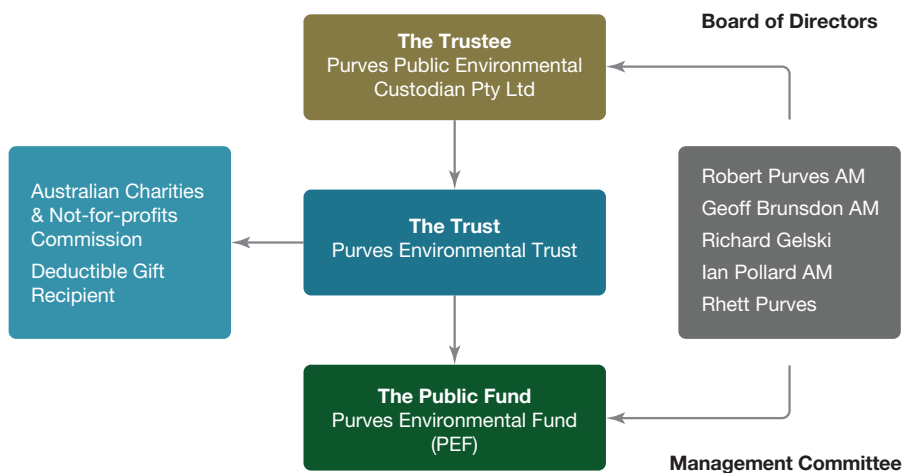 Board of Directors
The Trustee
Purves Public Environmental
Custodian Pty Ltd
Australian Charities
& Not-for-profits
Commission
Deductible Gift
Recipient
The Trust
Purves Environmental Trust
Robert Purves AM
Geoff Brunsdon AM
Richard Gelski
Ian Pollard AM
Rhett Purves
The Public Fund
Purves Environmental Fund
(PEF)
Management Committee